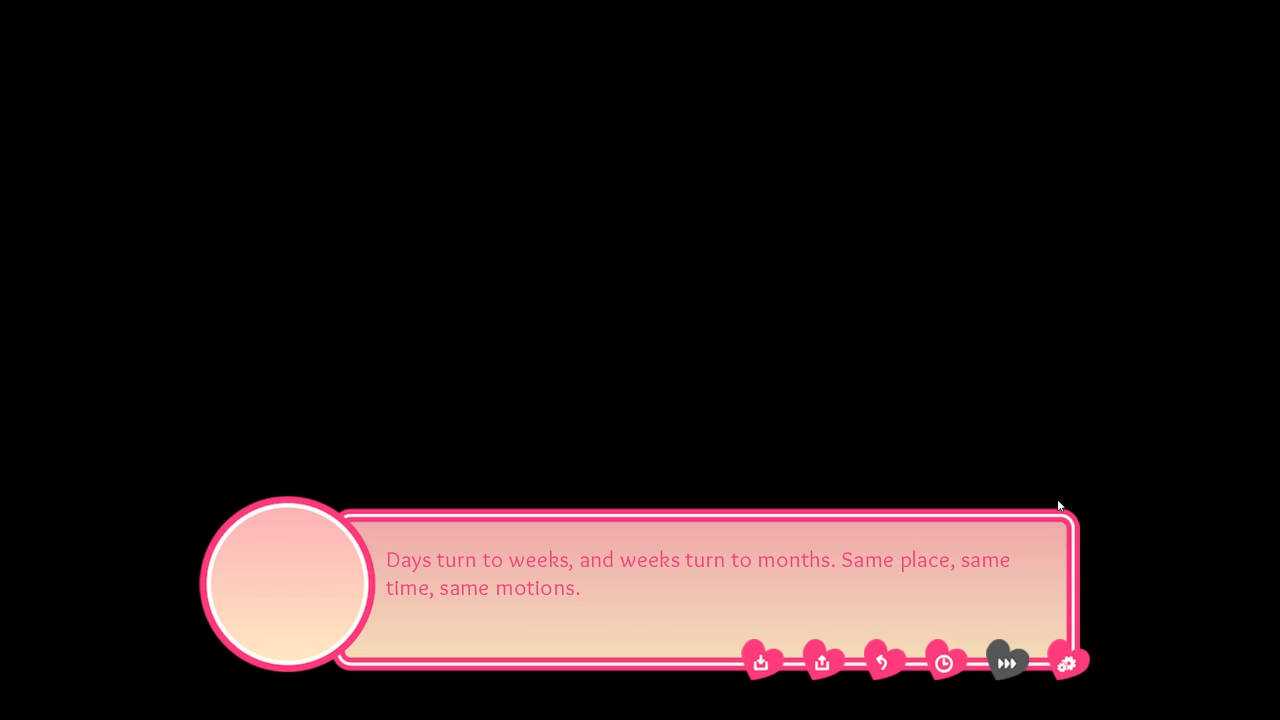 Days turn to weeks, and weeks turn to months. Same place, same
time, same motions.